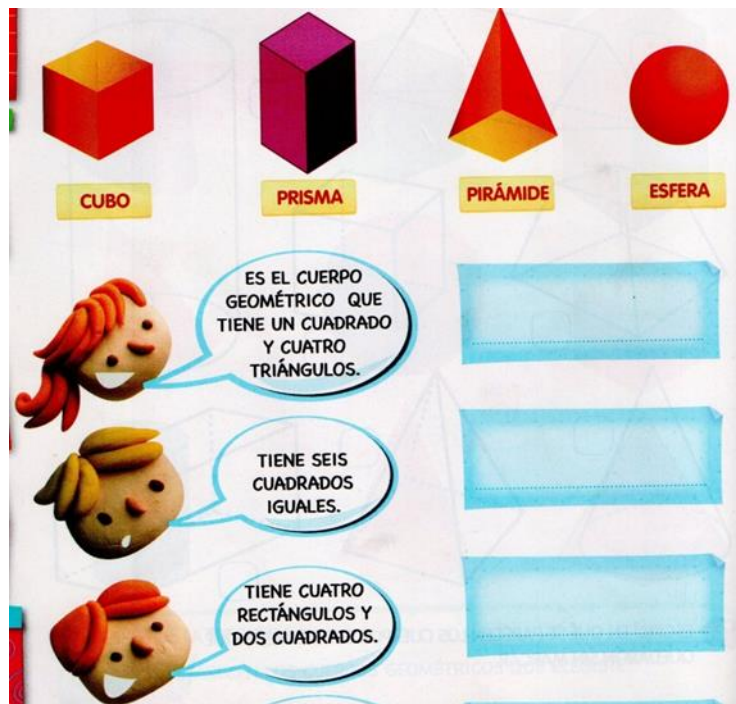 CUBO
PRISMA
PIRÁMIDE
ESFERA
ES EL CUERPO
GEOMÉTRICO QUE
TIENE UN CUADRADO
Y CUATRO
TRIÁNGULOS.
TIENE SEIS
CUADRADOS
IGUALES.
TIENE CUATRO
RECTÁNGULOS Y
DOS CUADRADOS.